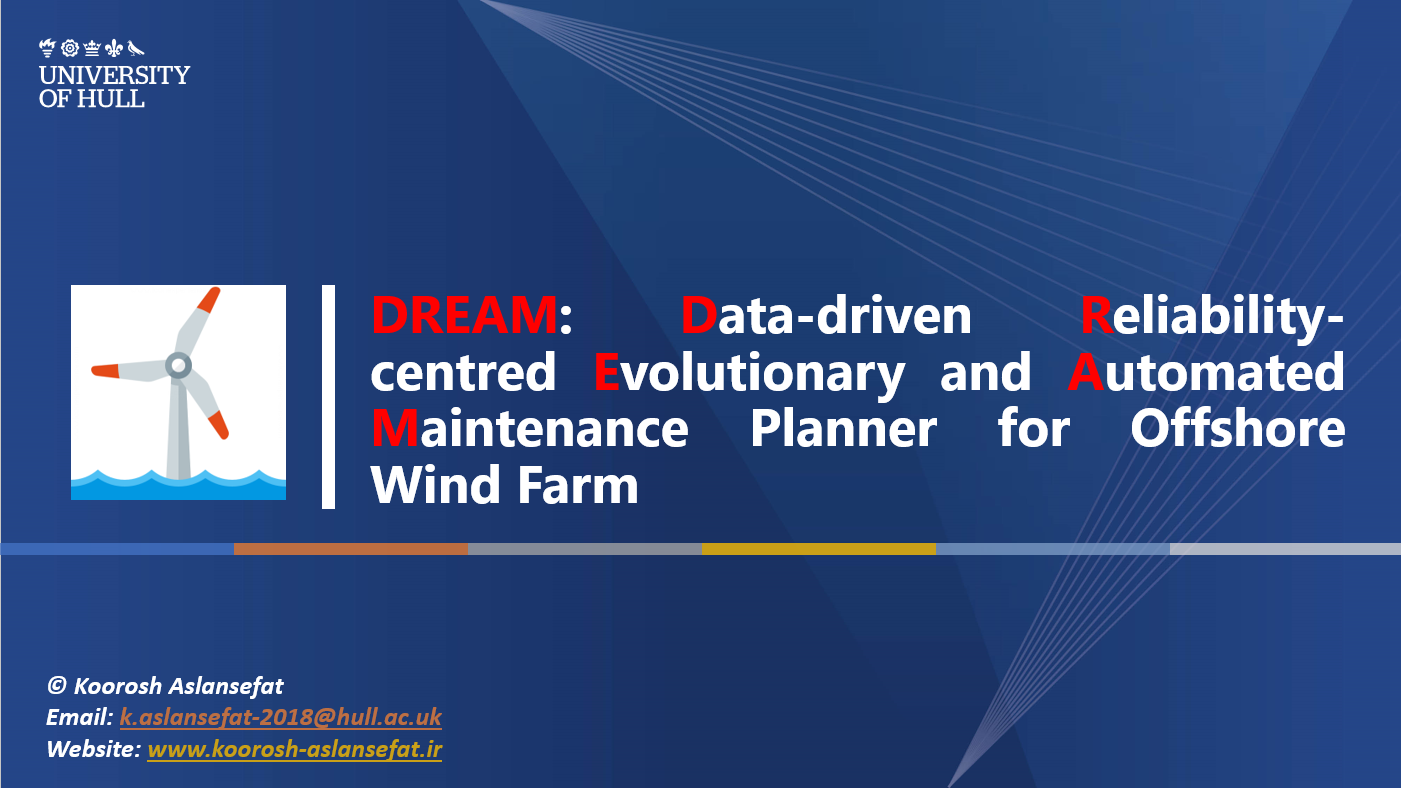 UNIVERSITY
OF HULL
DREAM: Data-driven Reliability-
centred Evolutionary and Automated
Maintenance Planner for Offshore
Wind Farm
© Koorosh Aslansefat
Email: k.aslansefat-2018@hull.ac.uk
Website: www.koorosh-aslansefat.ir